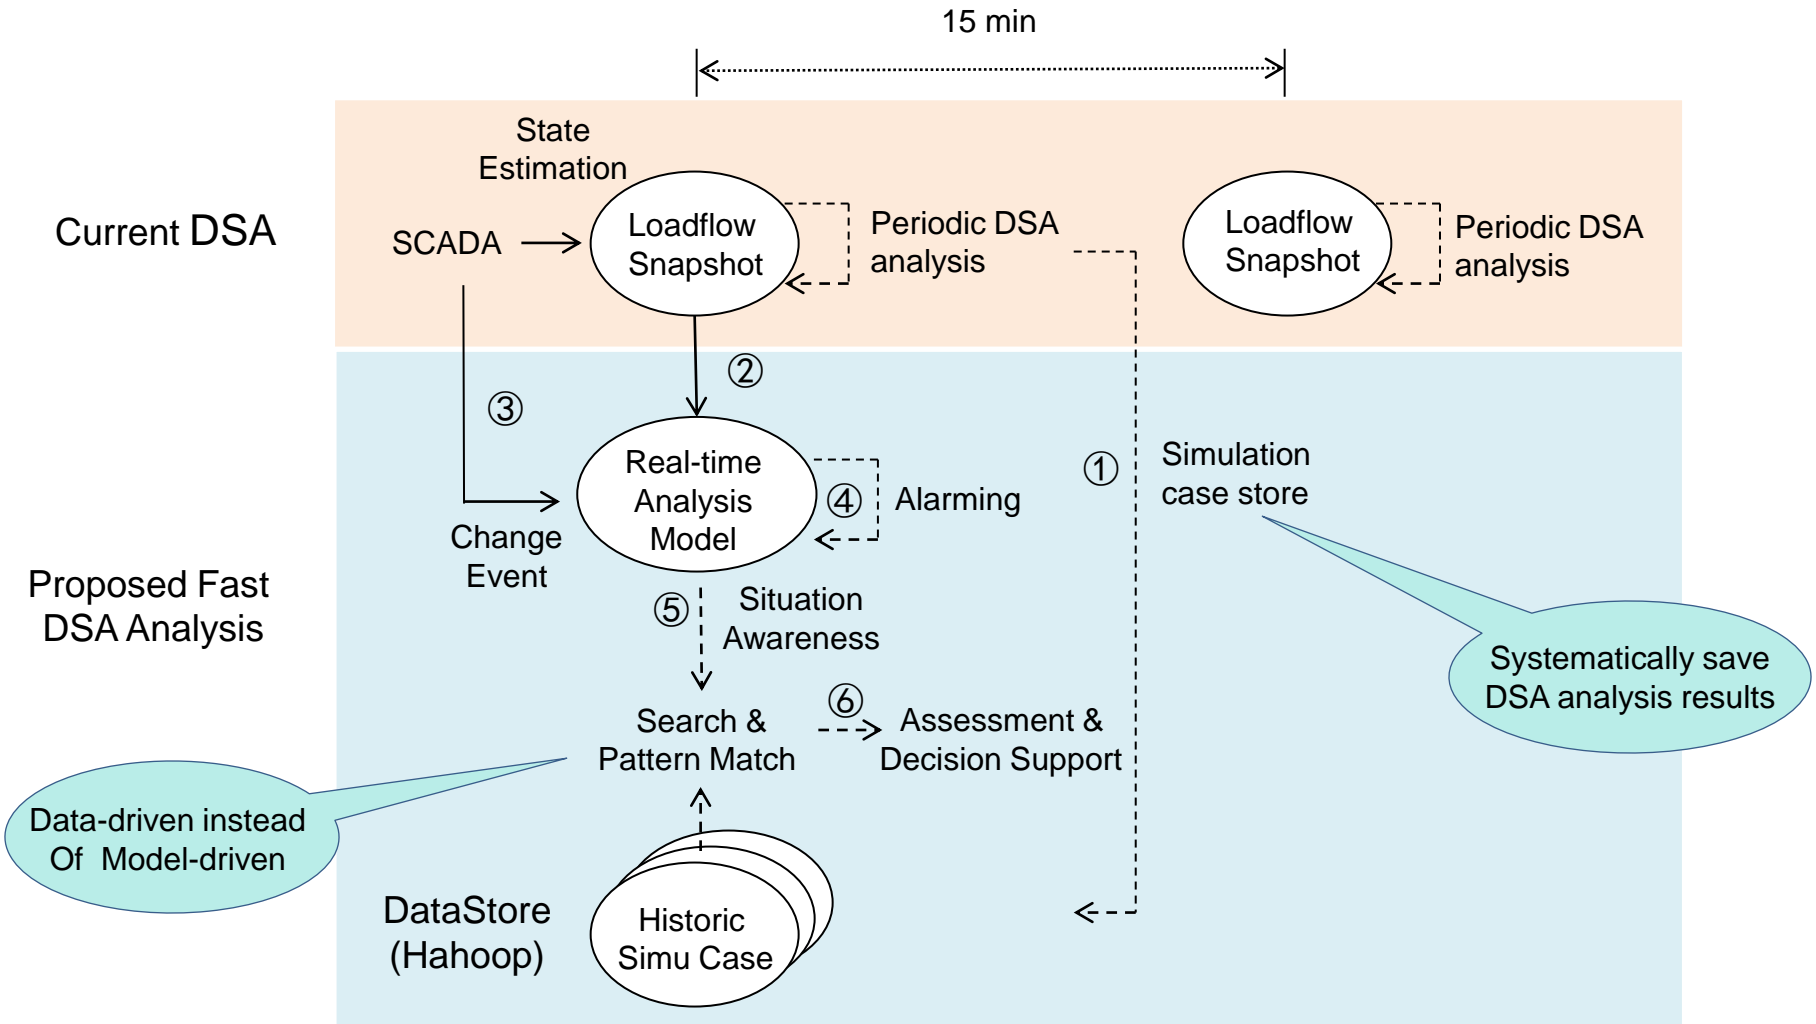 15 min
State
Estimation
Current DSA
SCADA
Loadflow
Snapshot
Periodic DSA
analysis
Loadflow
Snapshot
Periodic DSA
analysis
②
③
Real-time
Analysis
Model
④
Alarming
①
Simulation
case store
Change
Event
Proposed Fast
DSA Analysis
⑤
Situation
Awareness
Systematically save
DSA analysis results
Search &
Pattern Match
⑥
Assessment &
Decision Support
Data-driven instead
Of Model-driven
DataStore
(Hahoop)
Historic
Simu Case